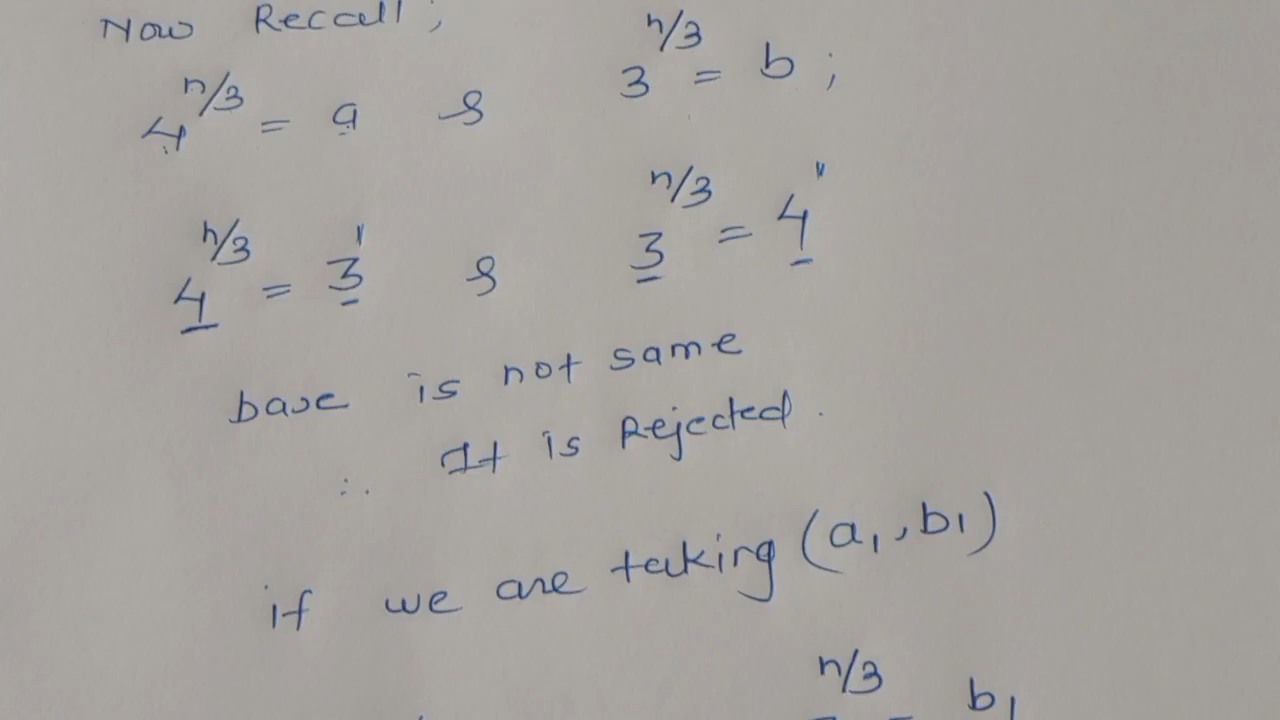 Now Recall,
4^{n/3} = a & 3^{n/3} = b ;
4^{n/3} = 3^{1} & 3^{n/3} = 4^{1}
base is not same
∴ It is Rejected.
if we are taking (a₁, b₁)
n/3 b₁